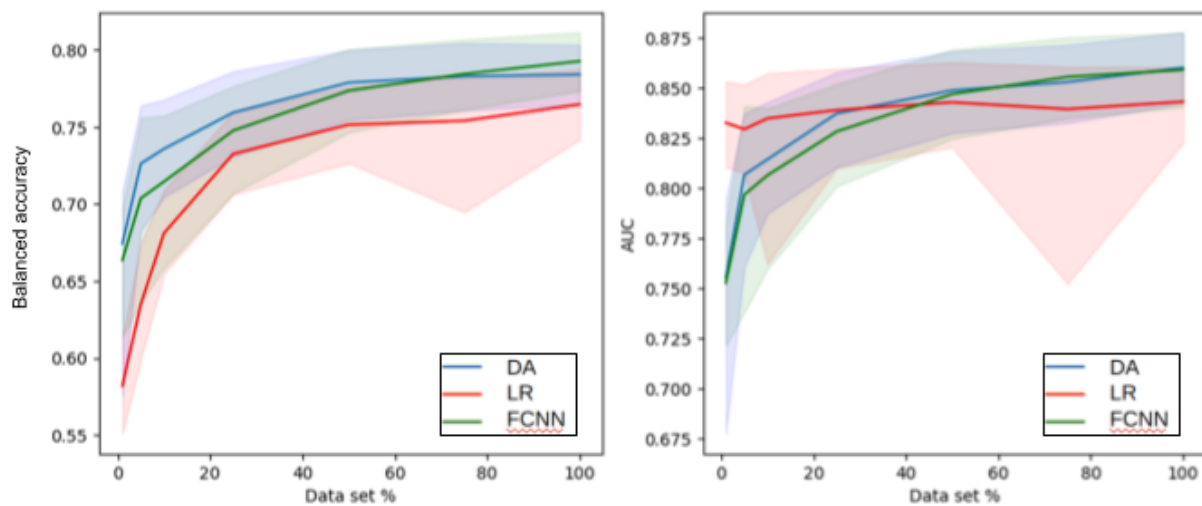 0.80
0.75
0.70
0.65
0.60
0.55
Balanced accuracy
0 20 40 60 80 100
Data set %
DA
LR
FCNN
0.875
0.850
0.825
0.800
0.775
0.750
0.725
0.700
0.675
AUC
0 20 40 60 80 100
Data set %
DA
LR
FCNN